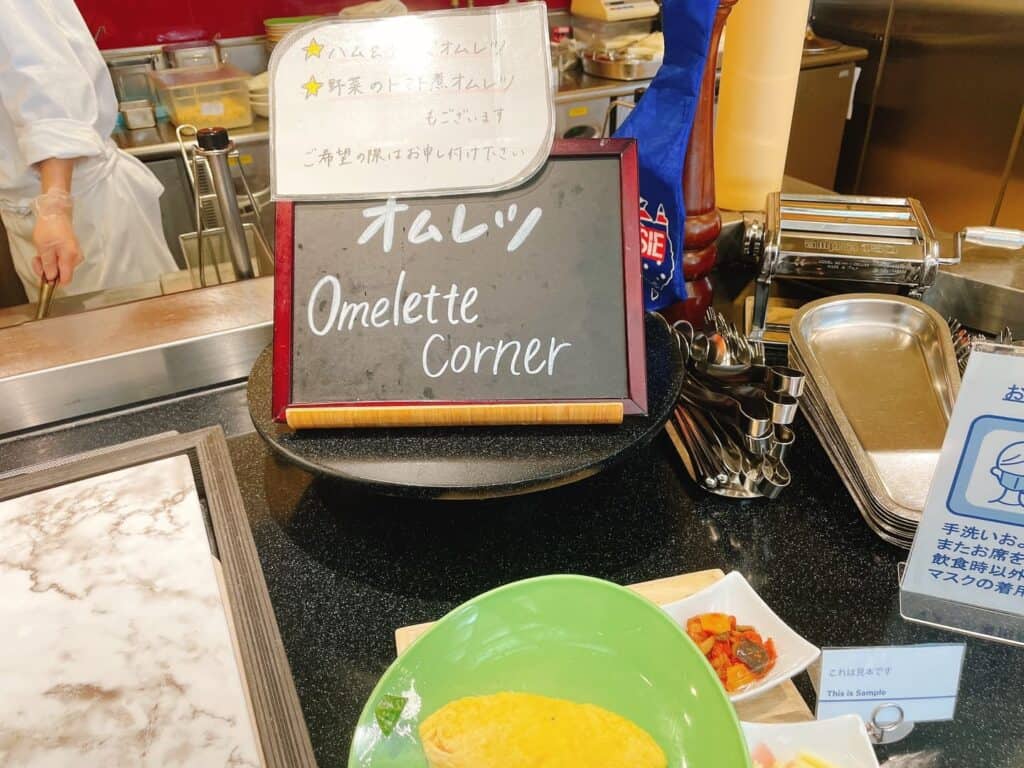 ★ハム&
オムレツ
★野菜のトマト煮オムレツ
もございます
ご希望の際はお申し付け下さい
オムレツ
Omelette
Corner
SIE
お
手洗いおよ
またお席を
飲食時以外
マスクの着用
これは見本です
This is Sample